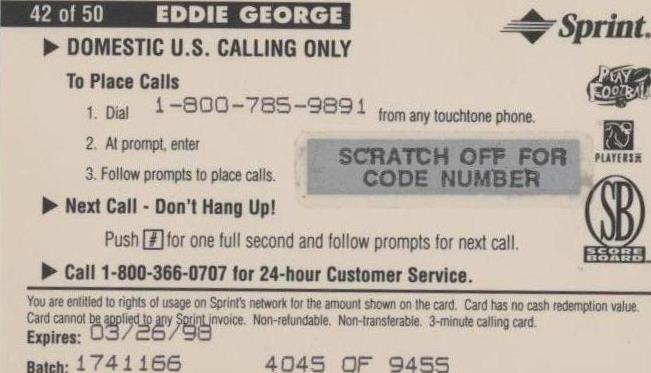 42 of 50 EDDIE GEORGE
Sprint.
▶ DOMESTIC U.S. CALLING ONLY
To Place Calls
1. Dial 1-800-785-9891 from any touchtone phone.
2. At prompt, enter
3. Follow prompts to place calls.
SCRATCH OFF FOR
CODE NUMBER
PLAY
FOOTBALL
PLAYERS
▶ Next Call - Don't Hang Up!
Push # for one full second and follow prompts for next call.
SB
SCORE
BOARD
▶ Call 1-800-366-0707 for 24-hour Customer Service.
You are entitled to rights of usage on Sprint's network for the amount shown on the card. Card has no cash redemption value.
Card cannot be applied to any Sprint invoice. Non-refundable. Non-transferable. 3-minute calling card.
Expires: 03/26/98
Batch: 1741166 4045 OF 9455